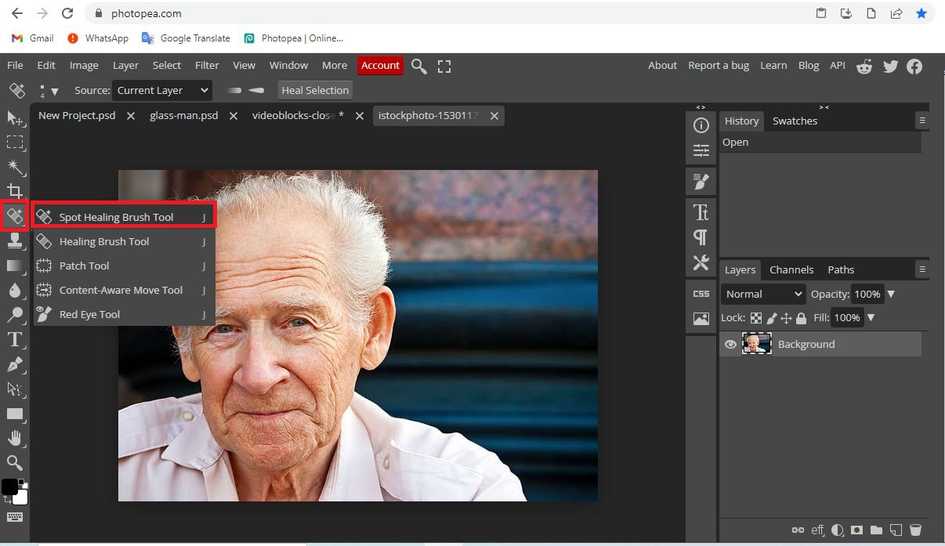 photopea.com
Gmail WhatsApp Google Translate Photopea | Online...
File Edit Image Layer Select Filter View Window More Account About Report a bug Learn Blog API
Source: Current Layer Heal Selection
New Project.psd glass-man.psd videoblocks-close * istockphoto-153011
History Swatches
Open
Spot Healing Brush Tool J
Healing Brush Tool J
Patch Tool J
Content-Aware Move Tool J
Red Eye Tool J
CSS
Layers Channels Paths
Normal Opacity: 100%
Lock: Fill: 100%
Background
eff